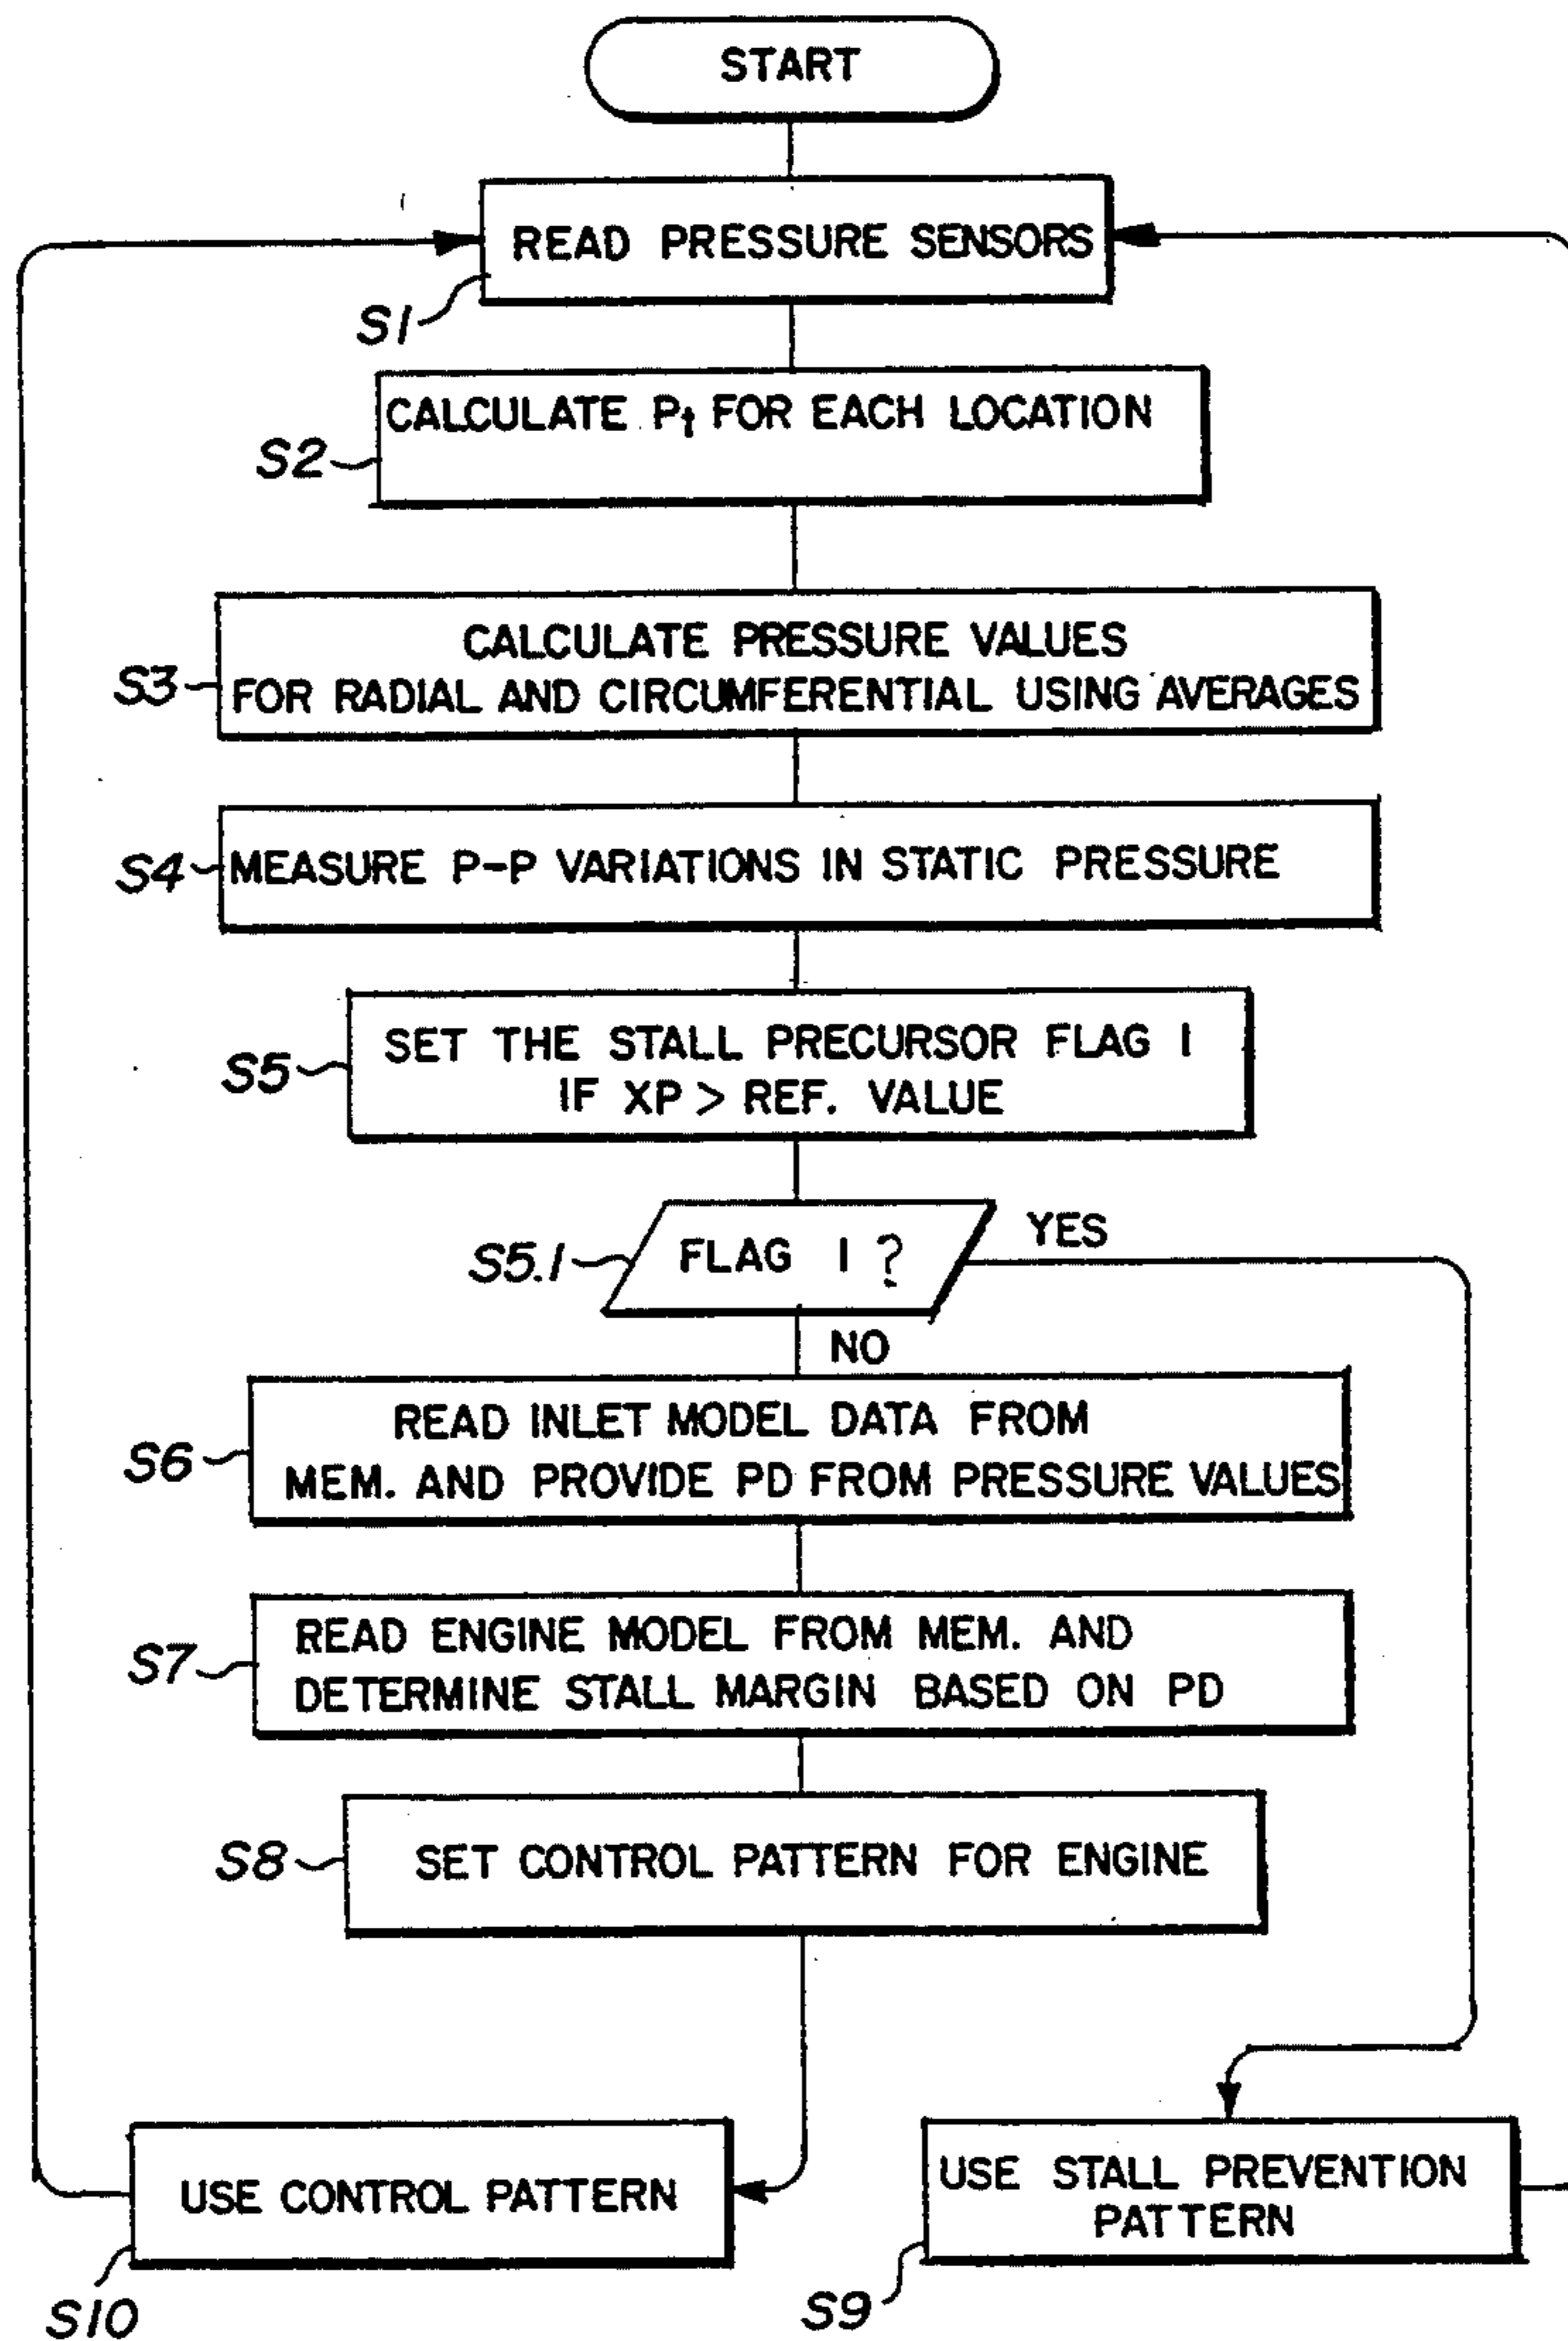 START
READ PRESSURE SENSORS
S1
CALCULATE Pt FOR EACH LOCATION
S2
CALCULATE PRESSURE VALUES
FOR RADIAL AND CIRCUMFERENTIAL USING AVERAGES
S3
MEASURE P-P VARIATIONS IN STATIC PRESSURE
S4
SET THE STALL PRECURSOR FLAG 1
IF XP > REF. VALUE
S5
FLAG 1 ?
S5.1
YES
NO
READ INLET MODEL DATA FROM
MEM. AND PROVIDE PD FROM PRESSURE VALUES
S6
READ ENGINE MODEL FROM MEM. AND
DETERMINE STALL MARGIN BASED ON PD
S7
SET CONTROL PATTERN FOR ENGINE
S8
USE CONTROL PATTERN
S10
USE STALL PREVENTION
PATTERN
S9